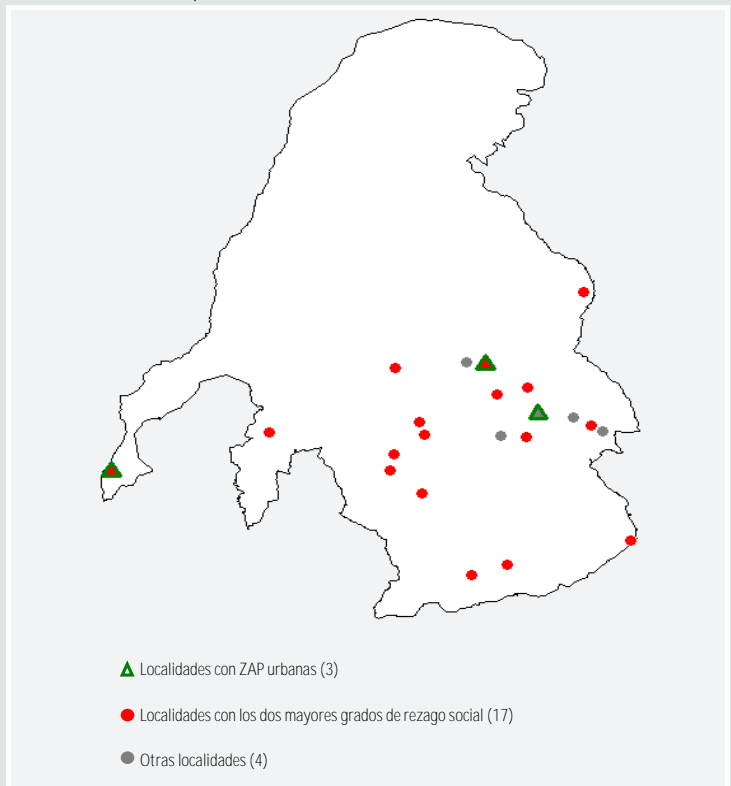 Localidades con ZAP urbanas (3)
Localidades con los dos mayores grados de rezago social (17)
Otras localidades (4)